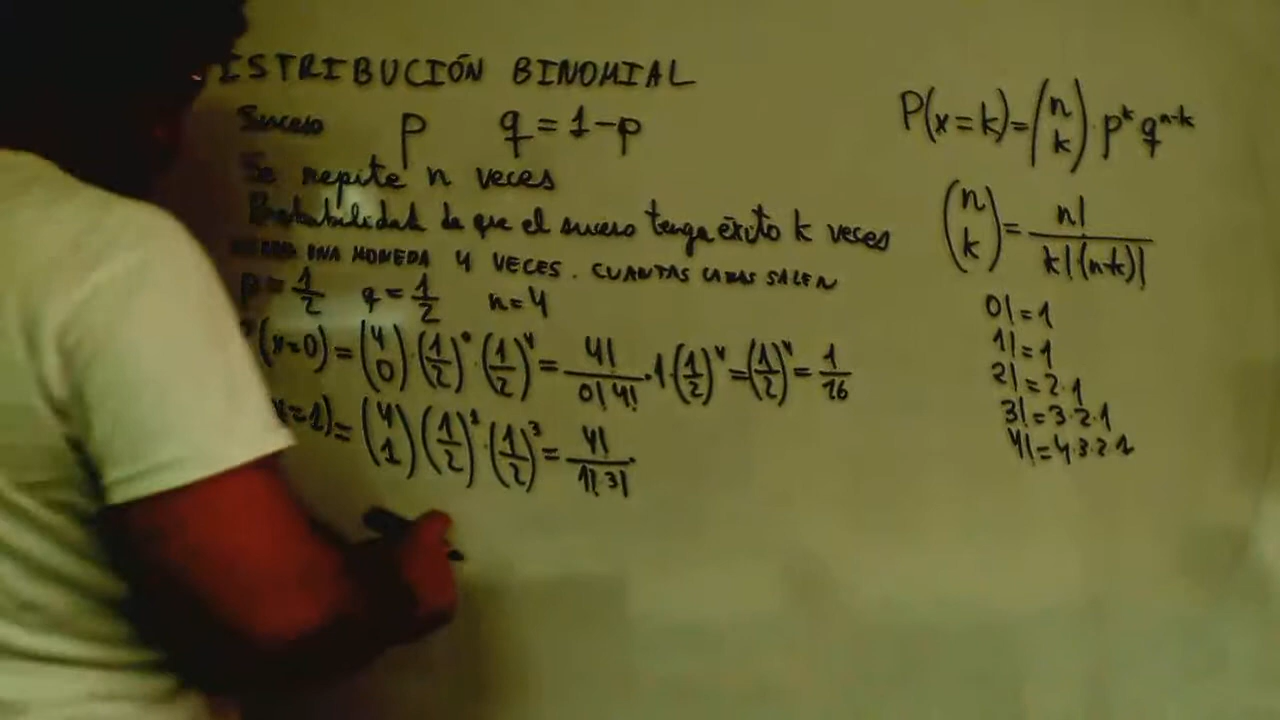 ISTRIBUCIÓN BINOMIAL
Suceso p q = 1-p
Se repite n veces
Probabilidad de que el suceso tenga éxito k veces
UNA MONEDA 4 VECES. CUANTAS CARAS SALEN
p = 1/2 q = 1/2 n = 4
(x=0) = (4 0)·(1/2)^0·(1/2)^4 = 4!/0! 4! · 1·(1/2)^4 = (1/2)^4 = 1/16
x=1) = (4 1)(1/2)^1·(1/2)^3 = 4!/1!·3! ·
P(x=k) = (n k)·p^k q^n-k
(n k) = n!/k!(n-k)!
0! = 1
1! = 1
2! = 2·1
3! = 3·2·1
4! = 4·3·2·1